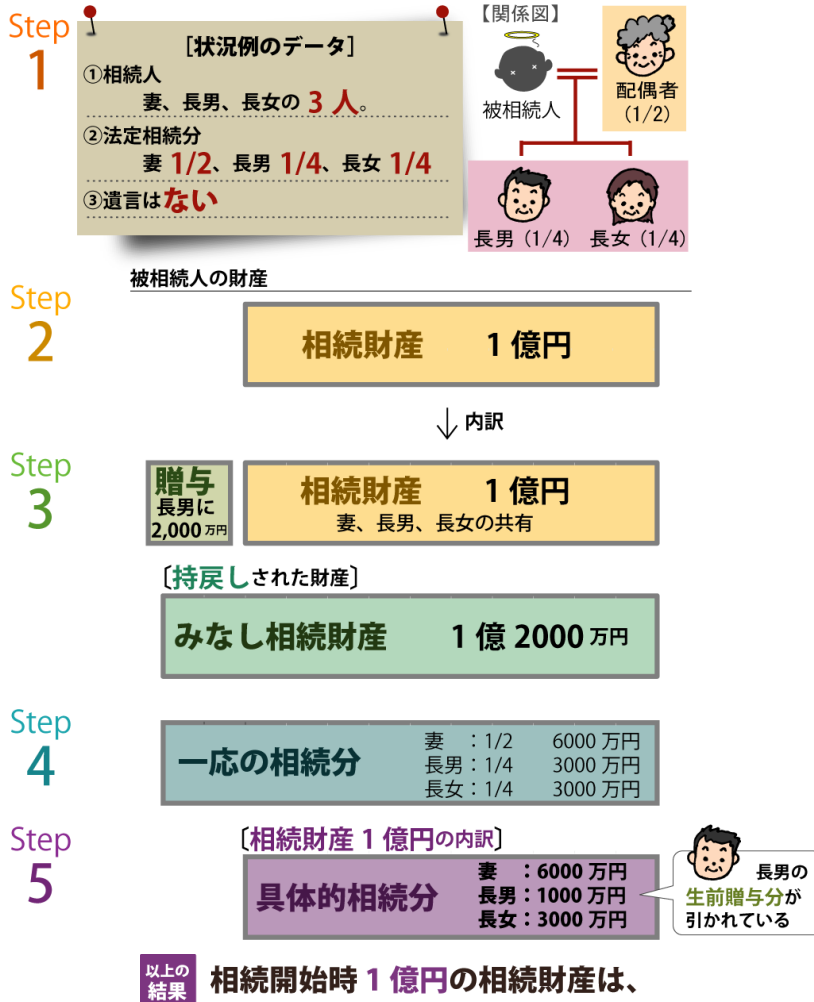 Step
1
［状況例のデータ］
①相続人
妻、長男、長女の 3 人。
②法定相続分
妻 1/2、長男 1/4、長女 1/4
③遺言はない
【関係図】
被相続人
配偶者
(1/2)
長男 (1/4) 長女 (1/4)
被相続人の財産
Step
2
相続財産 1 億円
内訳
Step
3
贈与
長男に
2,000 万円
相続財産 1 億円
妻、長男、長女の共有
〔持戻しされた財産〕
みなし相続財産 1 億 2000 万円
Step
4
一応の相続分
妻 ：1/2 6000 万円
長男：1/4 3000 万円
長女：1/4 3000 万円
Step
5
〔相続財産 1 億円の内訳〕
具体的相続分
妻 ：6000 万円
長男：1000 万円
長女：3000 万円
長男の
生前贈与分が
引かれている
以上の
結果
相続開始時 1 億円の相続財産は、